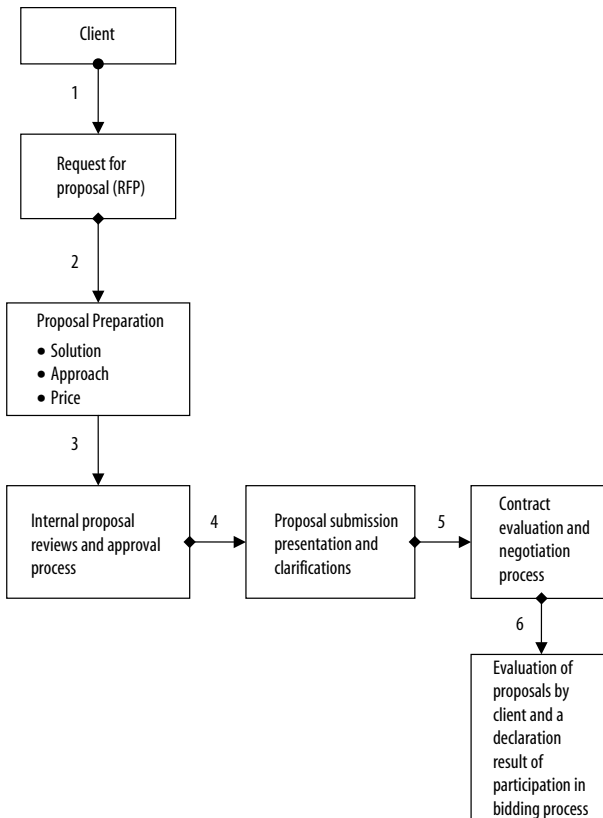 Client
1
Request for
proposal (RFP)
2
Proposal Preparation
• Solution
• Approach
• Price
3
Internal proposal
reviews and approval
process
4
Proposal submission
presentation and
clarifications
5
Contract
evaluation and
negotiation
process
6
Evaluation of
proposals by
client and a
declaration
result of
participation in
bidding process